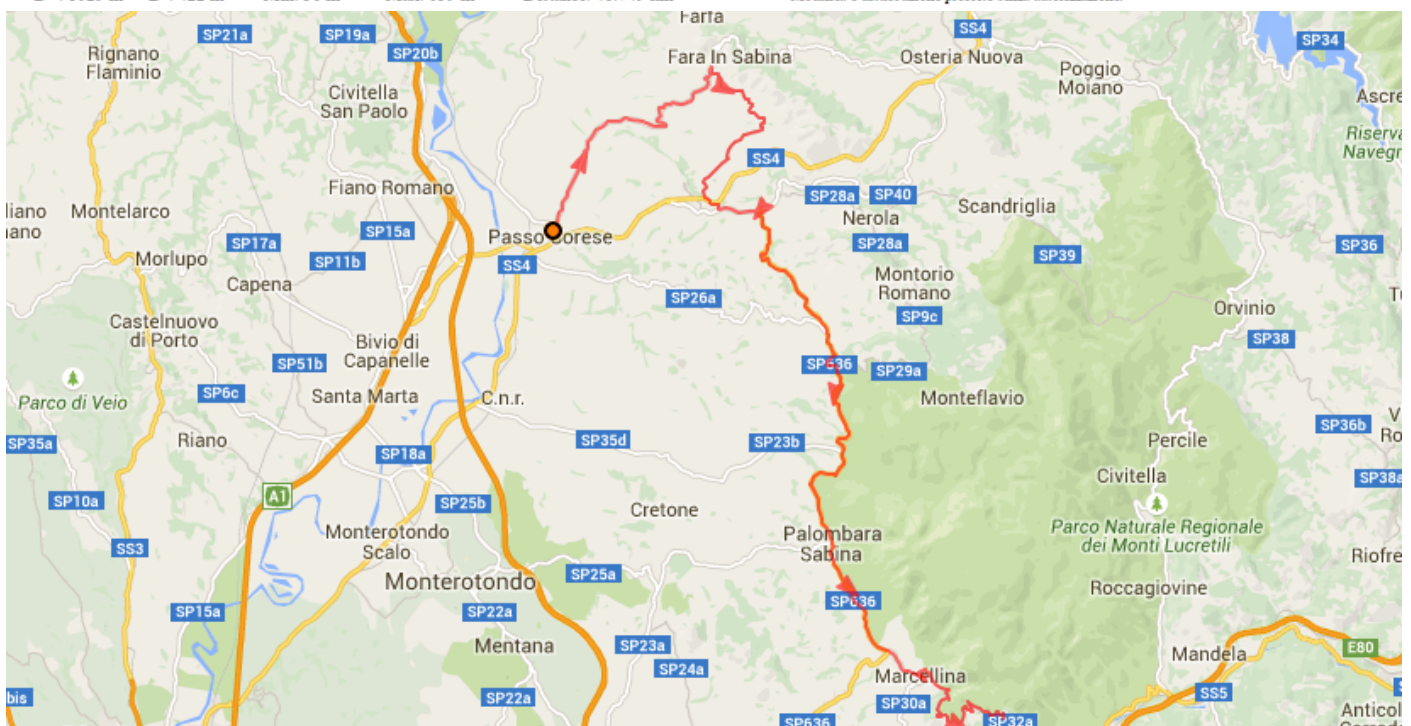 Farfa
SP21a
SP19a
SS4
SP34
Rignano
Flaminio
SP20b
Fara In Sabina
Osteria Nuova
Poggio
Moiano
Civitella
San Paolo
Ascre
Riserva
Navegn
SS4
Fiano Romano
SP28a
SP40
Montelarco
Nerola
Scandriglia
SP15a
liano
nano
Passo Corese
SP17a
SP28a
SP36
SP39
Morlupo
SP11b
SS4
Capena
Montorio
Romano
SP26a
Orvinio
SP9c
Castelnuovo
di Porto
Bivio di
Capanelle
SP38
SP51b
SP636
SP29a
Parco di Veio
SP6c
Santa Marta
C.n.r.
Monteflavio
SP36b
Riano
SP35a
SP35d
SP23b
Percile
SP18a
Civitella
SP38a
A1
SP10a
SP25b
Cretone
Parco Naturale Regionale
dei Monti Lucretili
Monterotondo
Scalo
Palombara
Sabina
SS3
Riofre
Monterotondo
SP25a
Roccagiovine
SP15a
SP22a
SP636
Mentana
SP23a
E80
Mandela
SP24a
Marcellina
bis
SP22a
SP30a
SS5
Anticol
SP636
SP32a